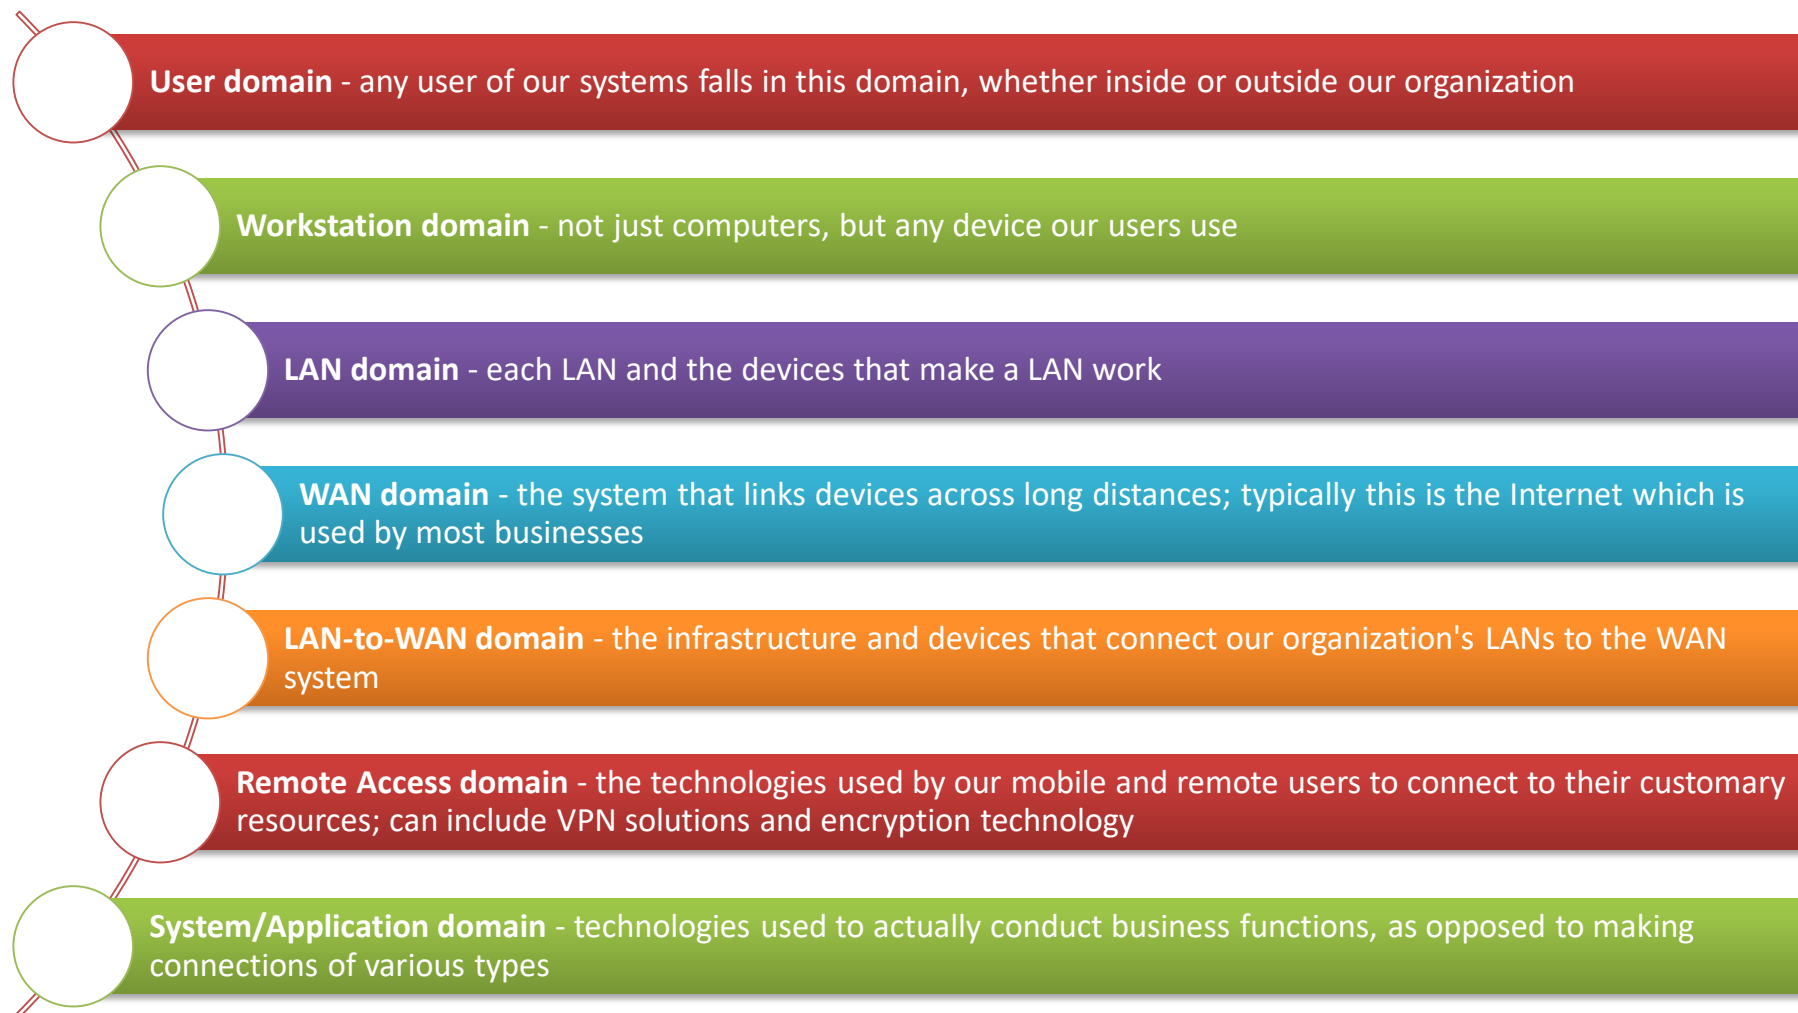 User domain - any user of our systems falls in this domain, whether inside or outside our organization
Workstation domain - not just computers, but any device our users use
LAN domain - each LAN and the devices that make a LAN work
WAN domain - the system that links devices across long distances; typically this is the Internet which is
used by most businesses
LAN-to-WAN domain - the infrastructure and devices that connect our organization's LANs to the WAN
system
Remote Access domain - the technologies used by our mobile and remote users to connect to their customary
resources; can include VPN solutions and encryption technology
System/Application domain - technologies used to actually conduct business functions, as opposed to making
connections of various types